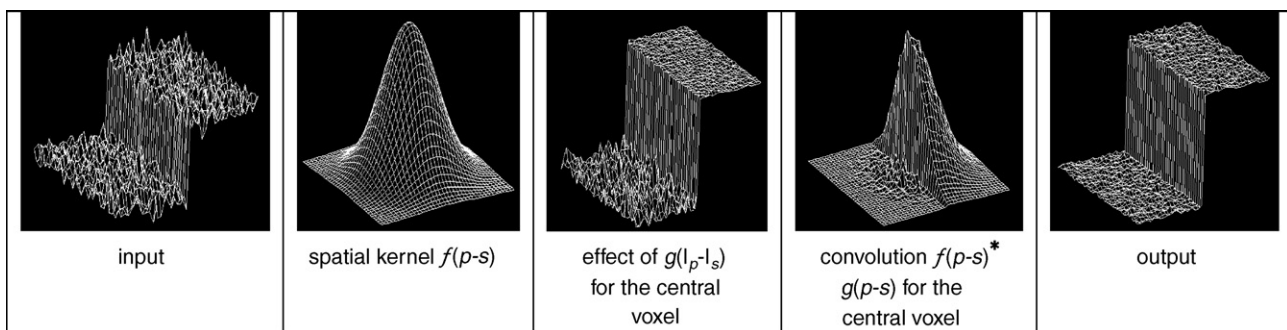 input
spatial kernel f(p-s)
effect of g(Ip-Is)
for the central
voxel
convolution f(p-s)*
g(p-s) for the
central voxel
output